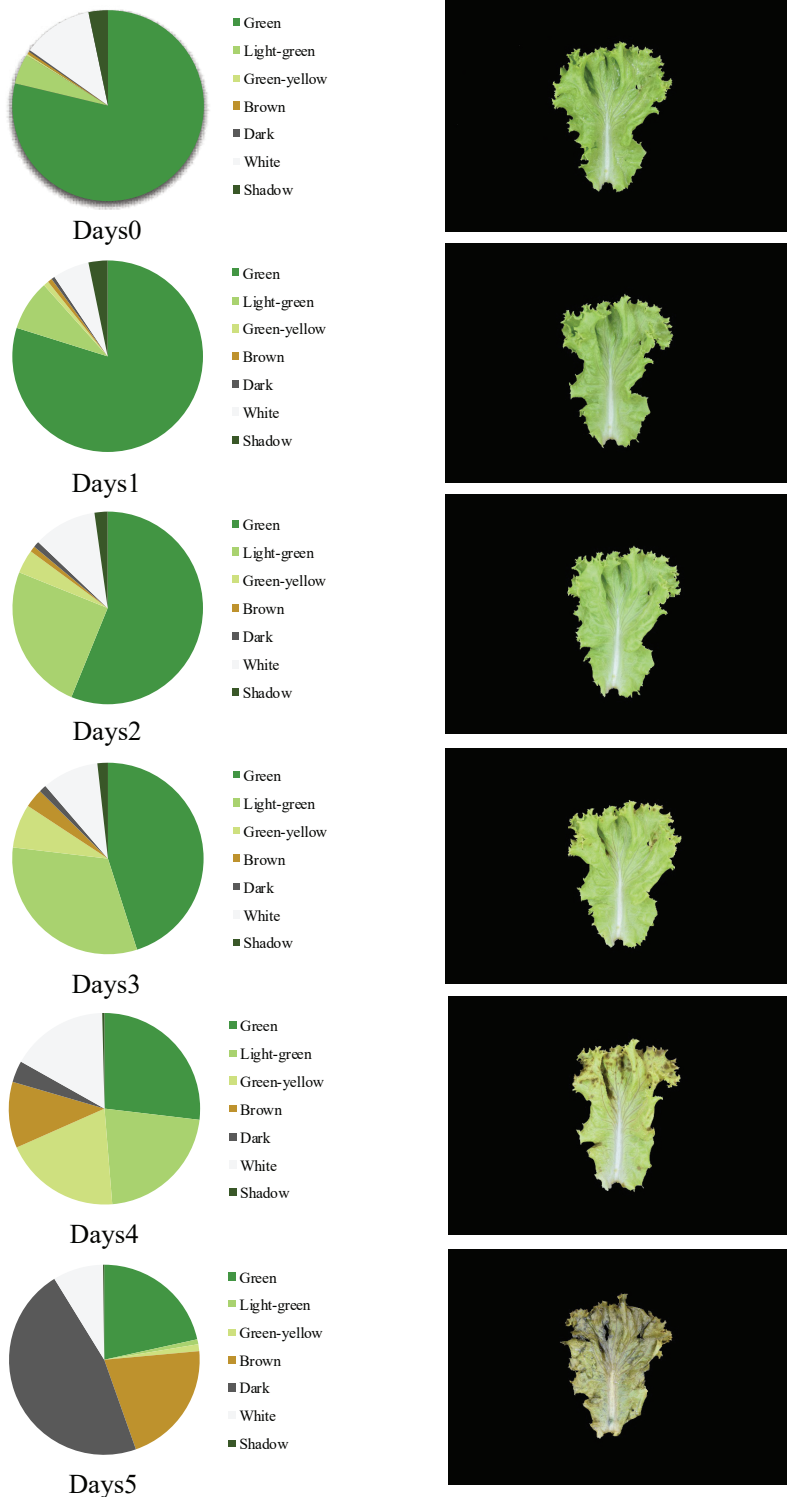 Green
Light-green
Green-yellow
Brown
Dark
White
Shadow
Days0
Green
Light-green
Green-yellow
Brown
Dark
White
Shadow
Days1
Green
Light-green
Green-yellow
Brown
Dark
White
Shadow
Days2
Green
Light-green
Green-yellow
Brown
Dark
White
Shadow
Days3
Green
Light-green
Green-yellow
Brown
Dark
White
Shadow
Days4
Green
Light-green
Green-yellow
Brown
Dark
White
Shadow
Days5